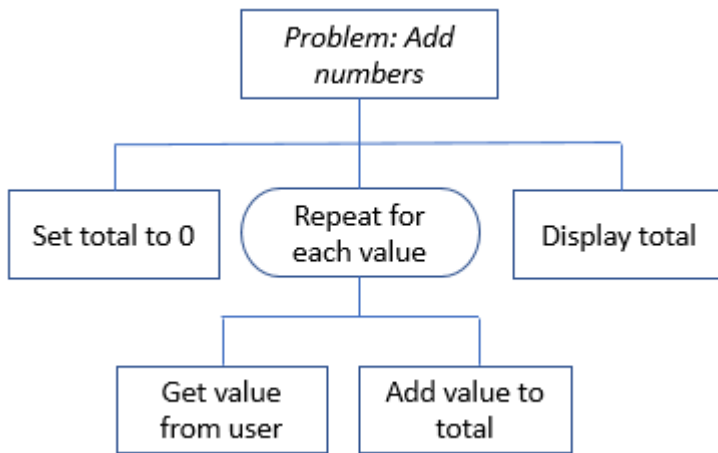 Problem: Add
numbers
Set total to 0
Repeat for
each value
Display total
Get value
from user
Add value to
total